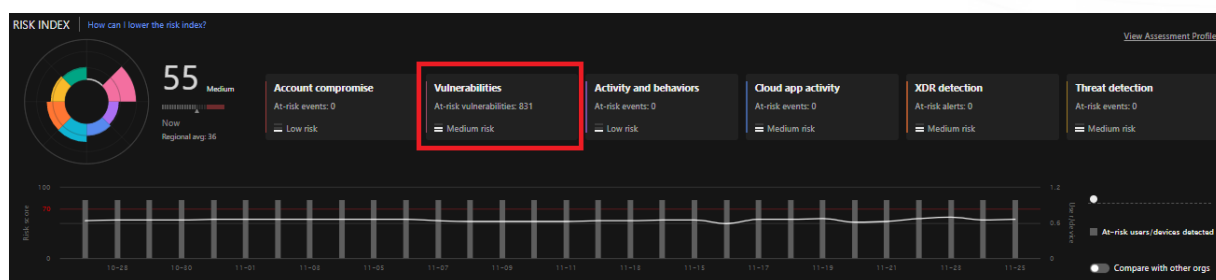 RISK INDEX
How can I lower the risk index?
View Assessment Profile
55 Medium
Now
Regional avg: 36
Account compromise
At-risk events: 0
Low risk
Vulnerabilities
At-risk vulnerabilities: 831
Medium risk
Activity and behaviors
At-risk events: 0
Low risk
Cloud app activity
At-risk events: 0
Medium risk
XDR detection
At-risk alerts: 0
Medium risk
Threat detection
At-risk events: 0
Medium risk
100
70
0
Risk score
1.2
0.6
0
User/device
10-28
10-30
11-01
11-03
11-05
11-07
11-09
11-11
11-13
11-15
11-17
11-19
11-21
11-23
11-25
At-risk users/devices detected
Compare with other orgs